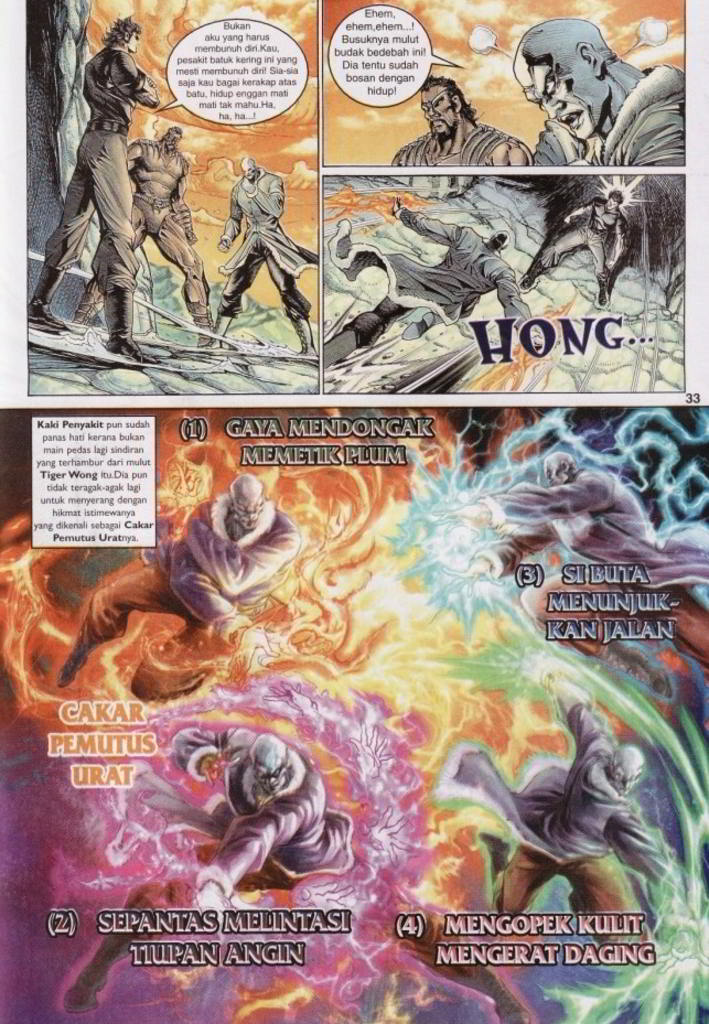 Bukan
aku yang harus
membunuh diri.Kau,
pesakit batuk kering ini yang
mesti membunuh diri! Sia-sia
saja kau bagai kerakap atas
batu, hidup enggan mati
mati tak mahu.Ha,
ha, ha...!
Ehem,
ehem,ehem...!
Busuknya mulut
budak bedebah ini!
Dia tentu sudah
bosan dengan
hidup!
HONG...
33
Kaki Penyakit pun sudah
panas hati kerana bukan
main pedas lagi sindiran
yang terhambur dari mulut
Tiger Wong itu.Dia pun
tidak teragak-agak lagi
untuk menyerang dengan
hikmat istimewanya
yang dikenali sebagai Cakar
Pemutus Uratnya.
(1) GAYA MENDONGAK
MEMETIK PLUM
(3) SI BUTA
MENUNJUK-
KAN JALAN
CAKAR
PEMUTUS
URAT
(2) SEPANTAS MELINTASI
TIUPAN ANGIN
(4) MENGOPEK KULIT
MENGERAT DAGING